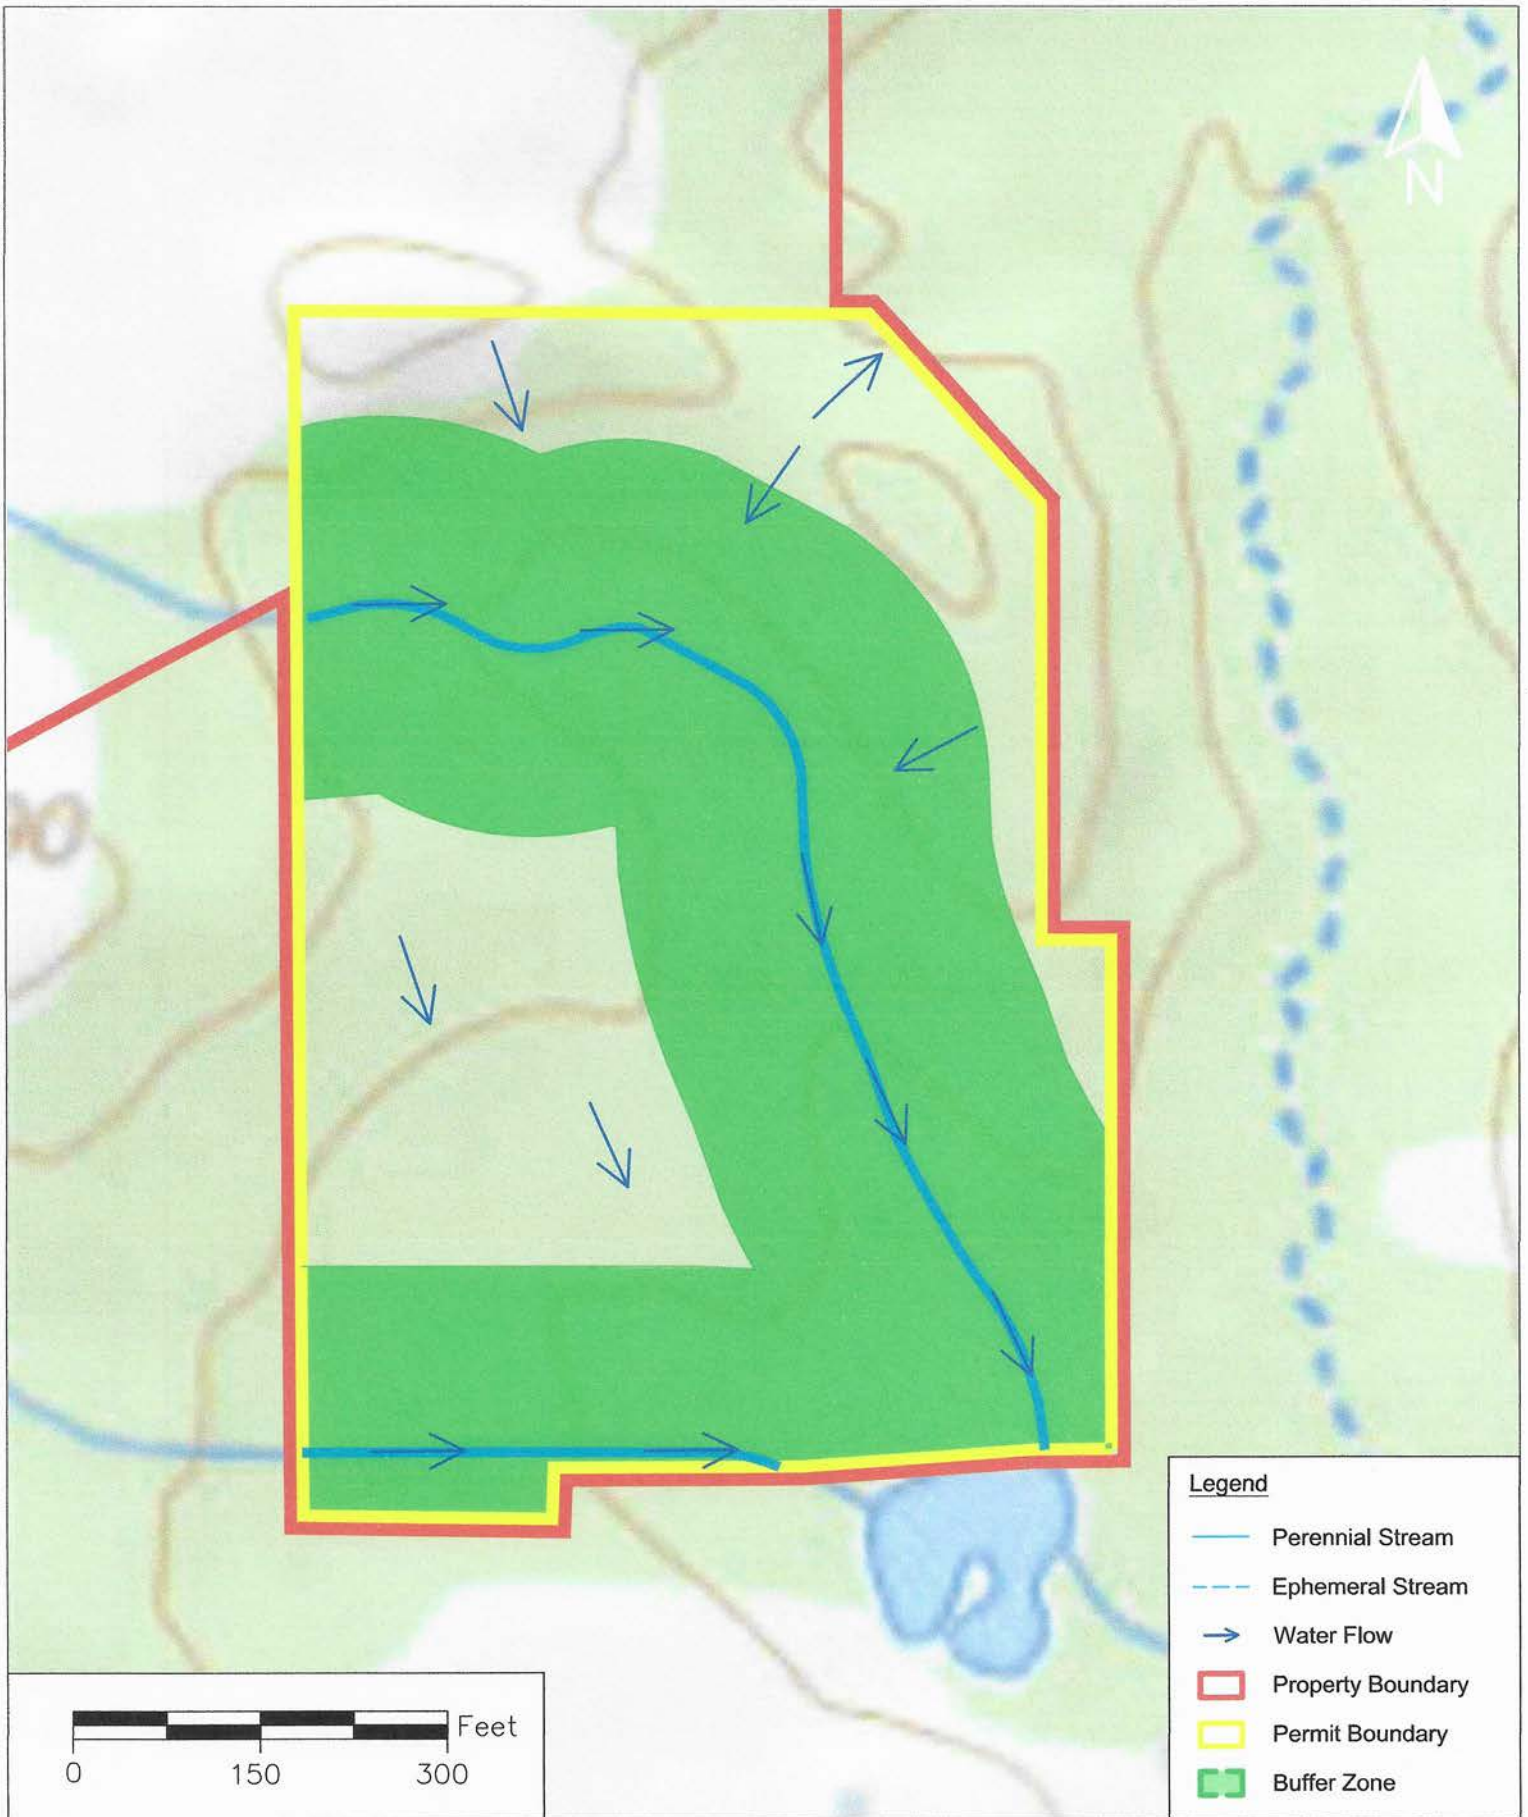 N
Legend
Perennial Stream
Ephemeral Stream
Water Flow
Property Boundary
Permit Boundary
Buffer Zone
Feet
0 150 300